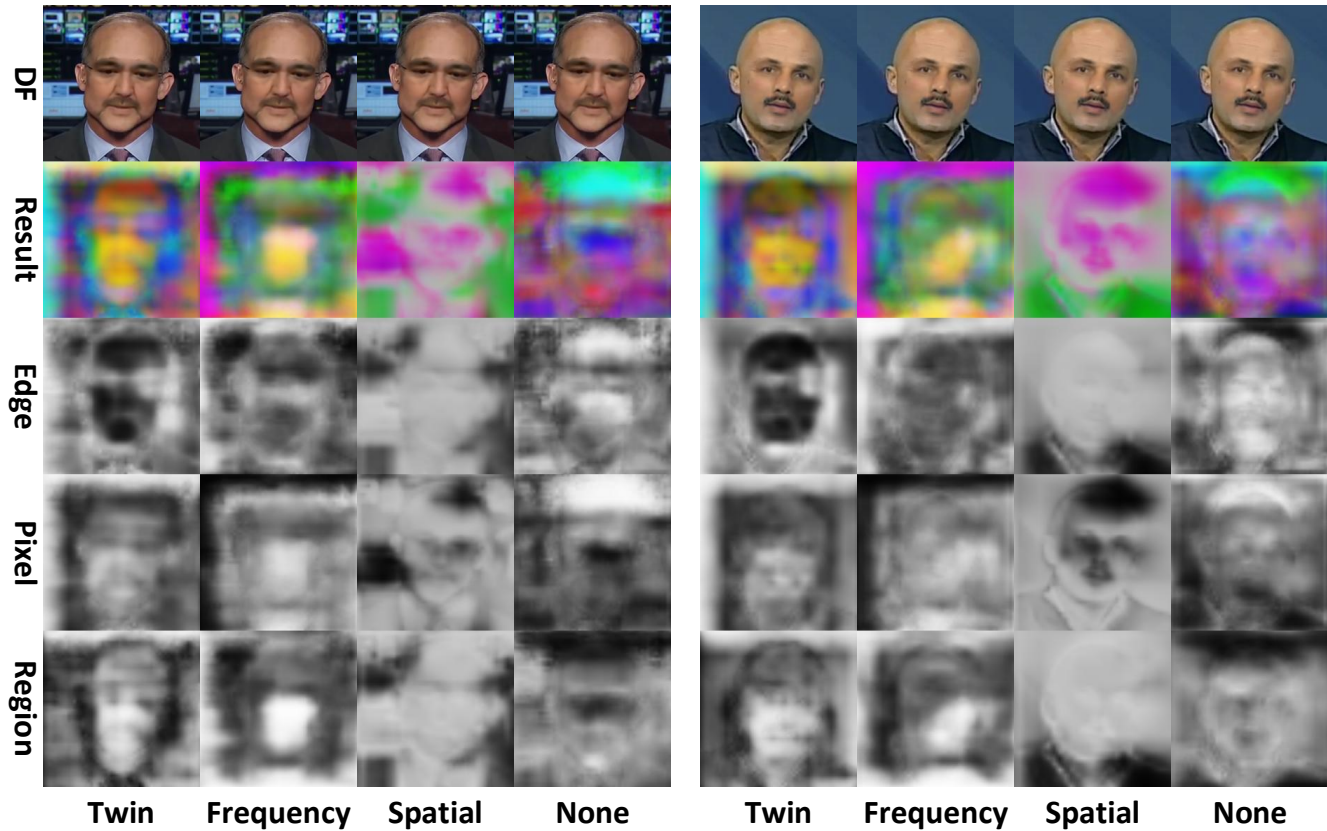 DF
Result
Edge
Pixel
Region
Twin Frequency Spatial None Twin Frequency Spatial None